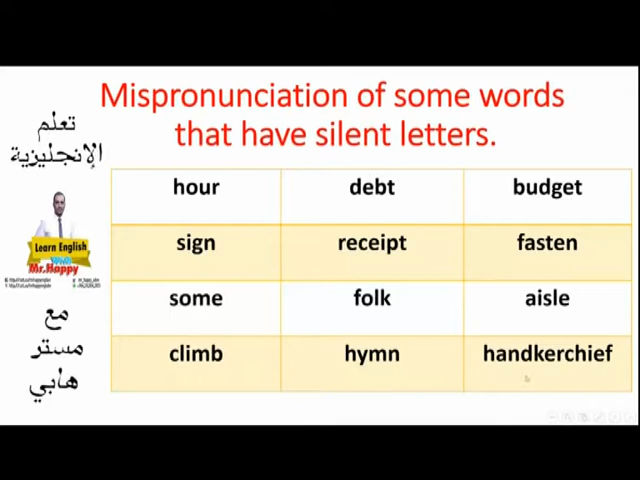 Mispronunciation of some words
that have silent letters.
تعلم
الإنجليزية
Learn English
With
Mr.Happy
مع
مستر
هابي
hour debt budget
sign receipt fasten
some folk aisle
climb hymn handkerchief